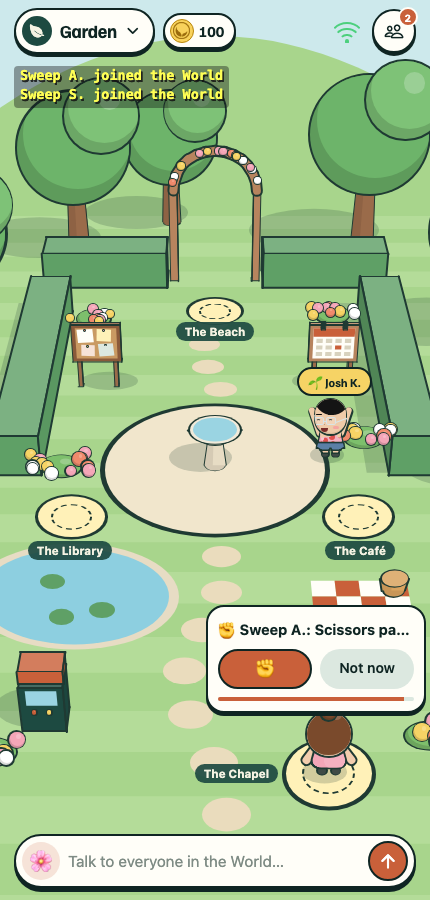 Garden
100
2
Sweep A. joined the World
Sweep S. joined the World
The Beach
Josh K.
The Library
The Café
Sweep A.: Scissors pa...
Not now
The Chapel
Talk to everyone in the World...